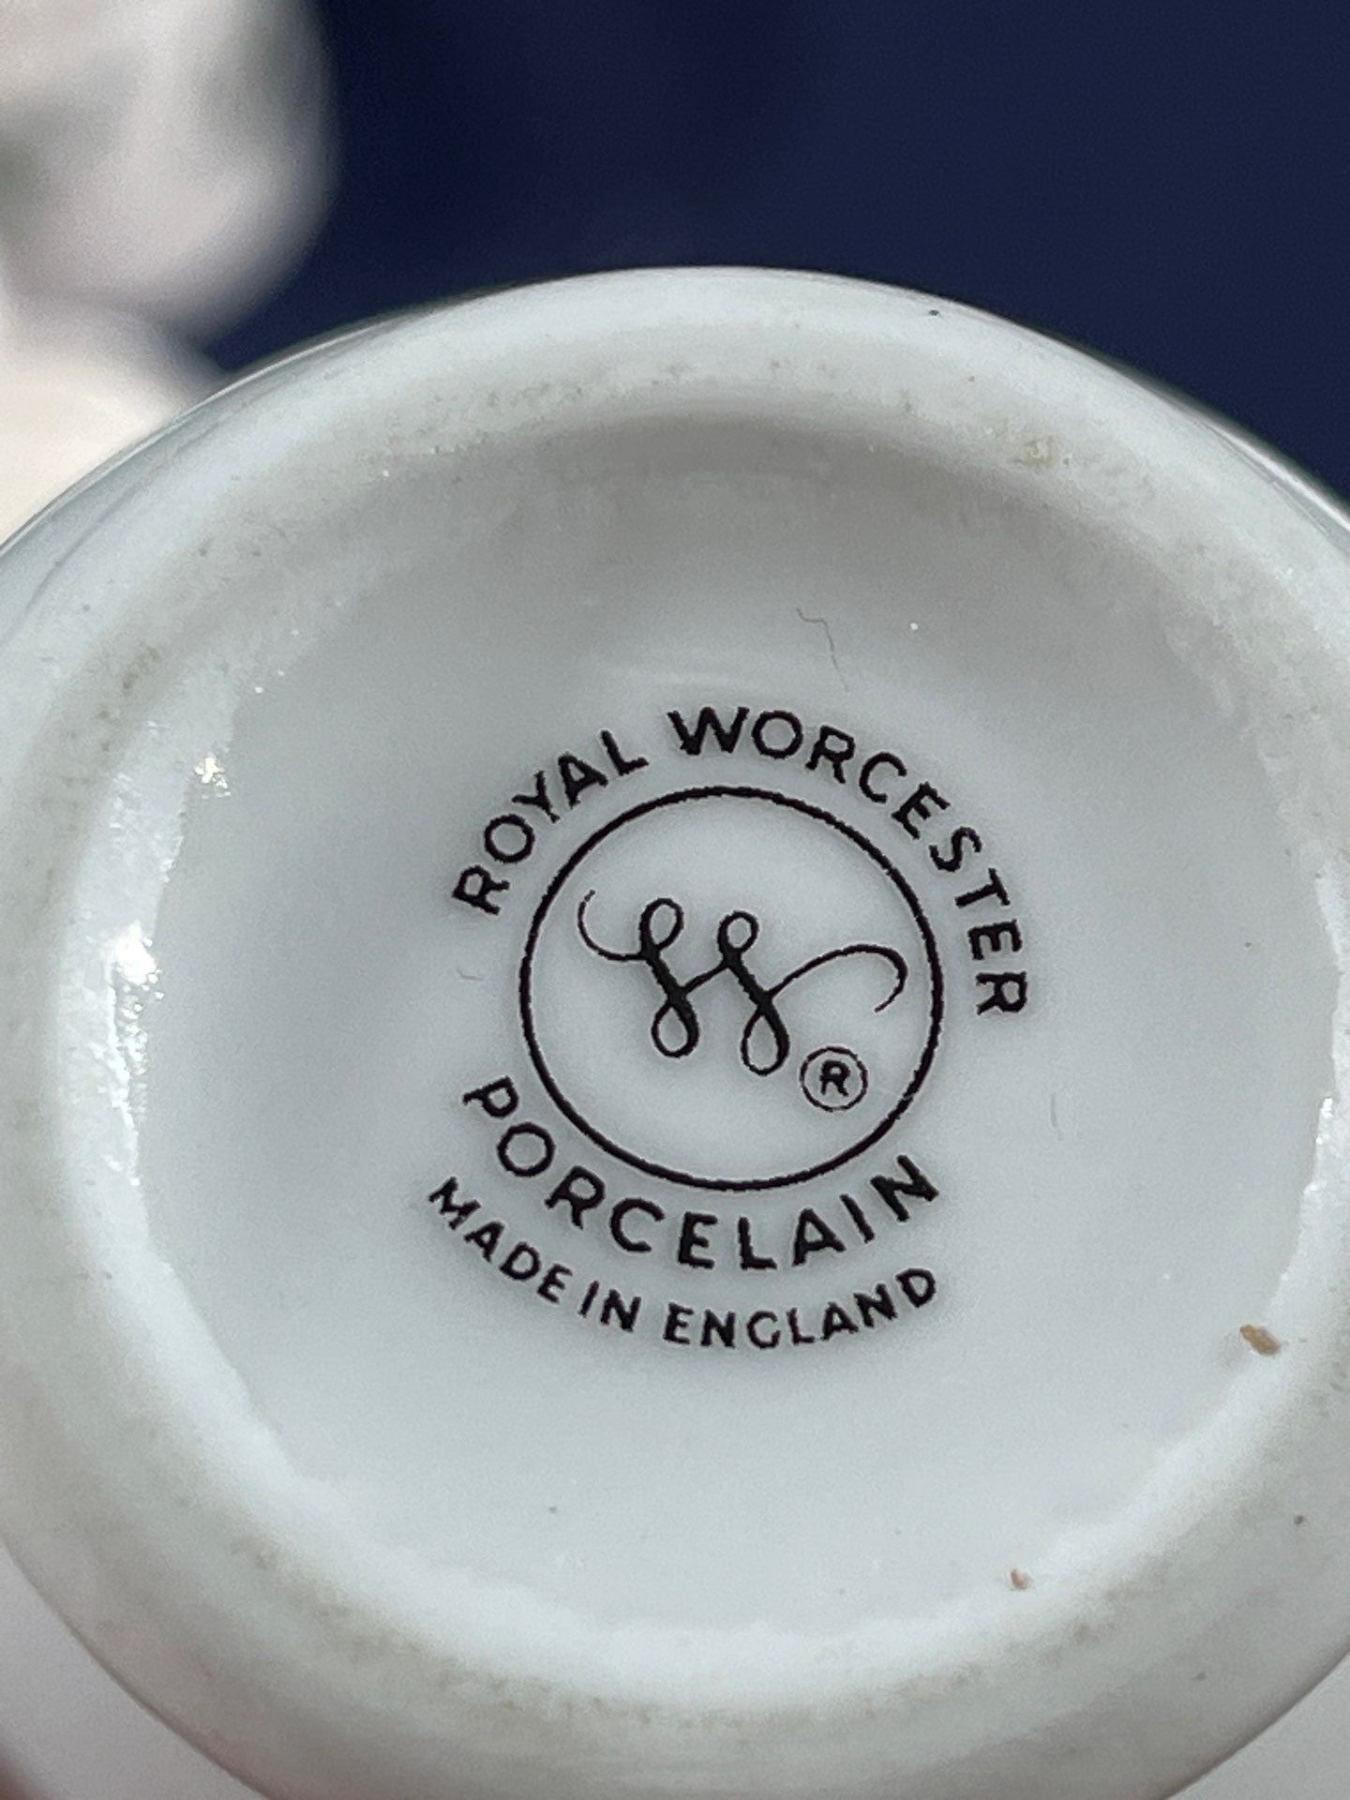 ROYAL WORCESTER
W
®
PORCELAIN
MADE IN ENGLAND